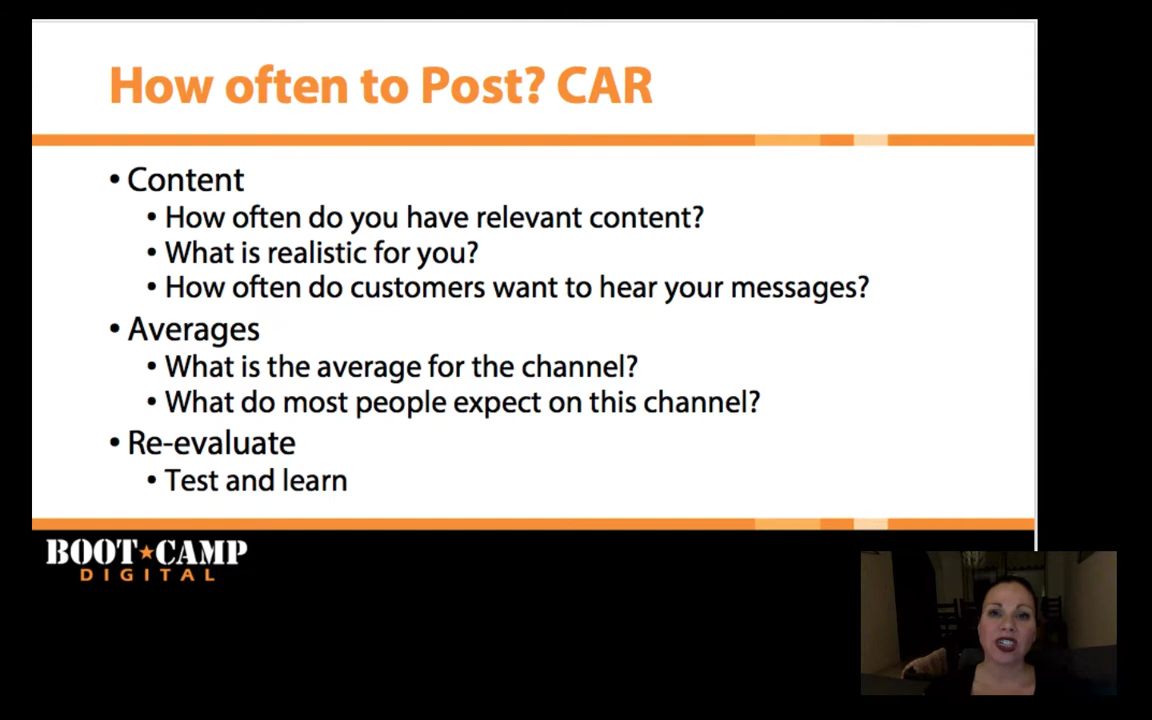 How often to Post? CAR
• Content
• How often do you have relevant content?
• What is realistic for you?
• How often do customers want to hear your messages?
• Averages
• What is the average for the channel?
• What do most people expect on this channel?
• Re-evaluate
• Test and learn
BOOT★CAMP
DIGITAL